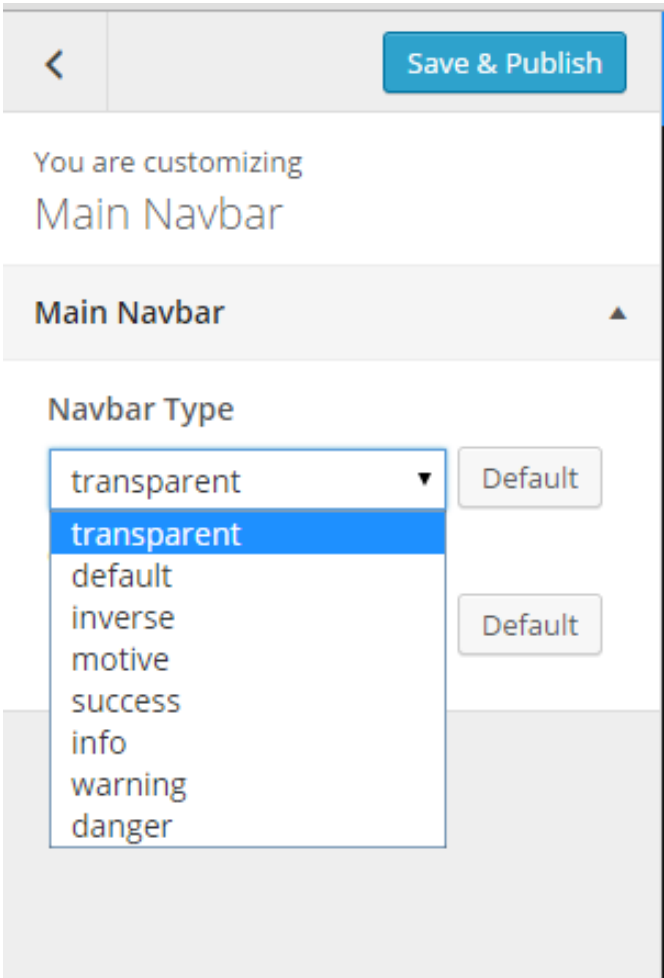 Save & Publish
You are customizing
Main Navbar
Main Navbar
Navbar Type
transparent
Default
transparent
default
inverse
Default
motive
success
info
warning
danger